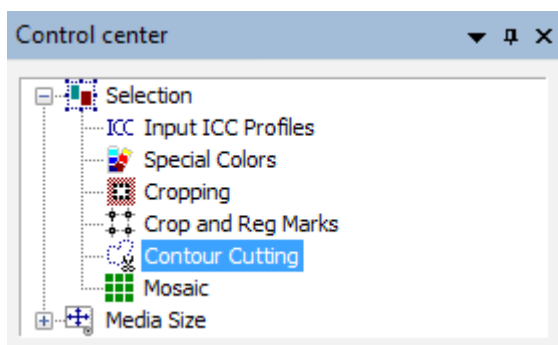 Control center
Selection
ICC Input ICC Profiles
Special Colors
Cropping
Crop and Reg Marks
Contour Cutting
Mosaic
Media Size